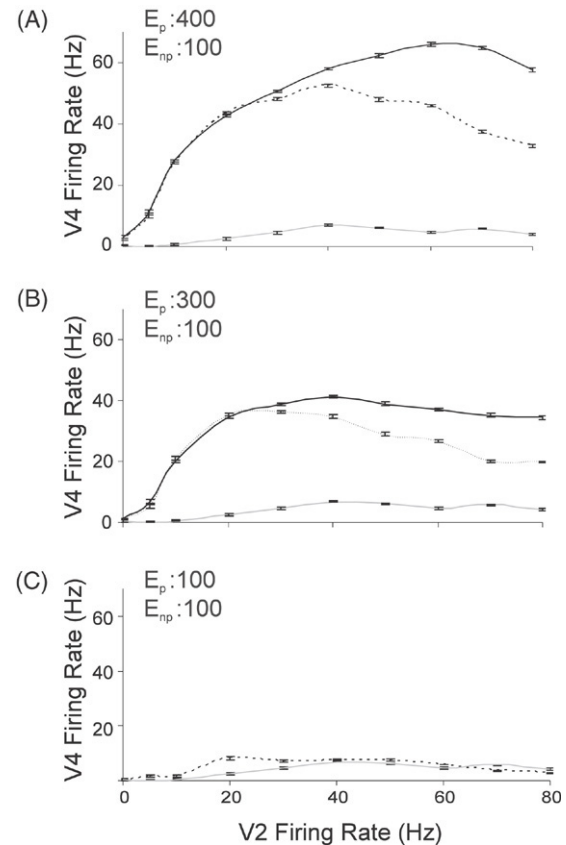 (A)
Eₚ:400
Eₙₚ:100
V4 Firing Rate (Hz)
60
40
20
0
(B)
Eₚ:300
Eₙₚ:100
V4 Firing Rate (Hz)
60
40
20
0
(C)
Eₚ:100
Eₙₚ:100
V4 Firing Rate (Hz)
60
40
20
0 20 40 60 80
V2 Firing Rate (Hz)